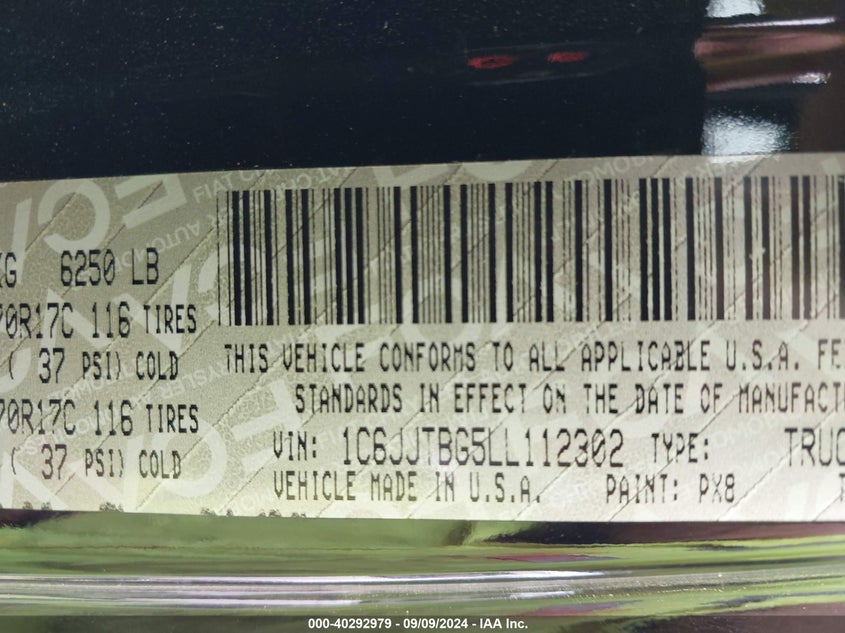 KG 6250 LB
70R17C 116 TIRES
( 37 PSI) COLD
70R17C 116 TIRES
( 37 PSI) COLD
THIS VEHICLE CONFORMS TO ALL APPLICABLE U.S.A. FE
STANDARDS IN EFFECT ON THE DATE OF MANUFACT
VIN: 1C6JJTBG5LL112302 TYPE: TRUC
VEHICLE MADE IN U.S.A. PAINT: PX8
000-40292979 - 09/09/2024 - IAA Inc.